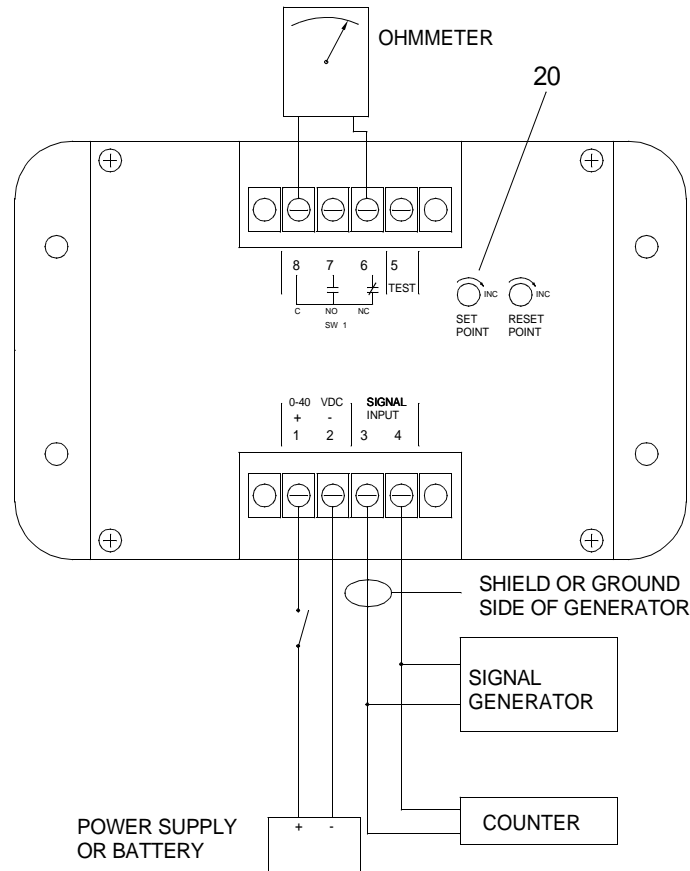 OHMMETER
20
8 7 6 5
TEST
C NO NC
SW 1
INC INC
SET
POINT
RESET
POINT
0-40 VDC
+ -
1 2
SIGNAL
INPUT
3 4
SHIELD OR GROUND
SIDE OF GENERATOR
SIGNAL
GENERATOR
POWER SUPPLY
OR BATTERY
+ -
COUNTER